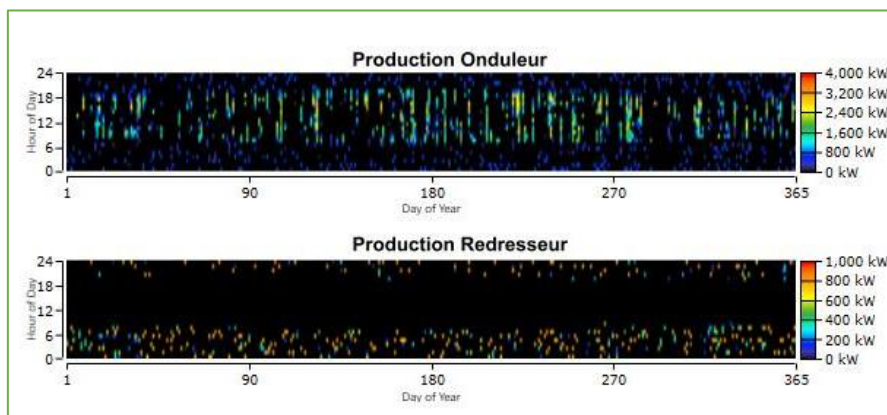 Production Onduleur
24
18
12
6
0
Hour of Day
1 90 180 270 365
Day of Year
4,000 kW
3,200 kW
2,400 kW
1,600 kW
800 kW
0 kW
Production Redresseur
24
18
12
6
0
Hour of Day
1 90 180 270 365
Day of Year
1,000 kW
800 kW
600 kW
400 kW
200 kW
0 kW